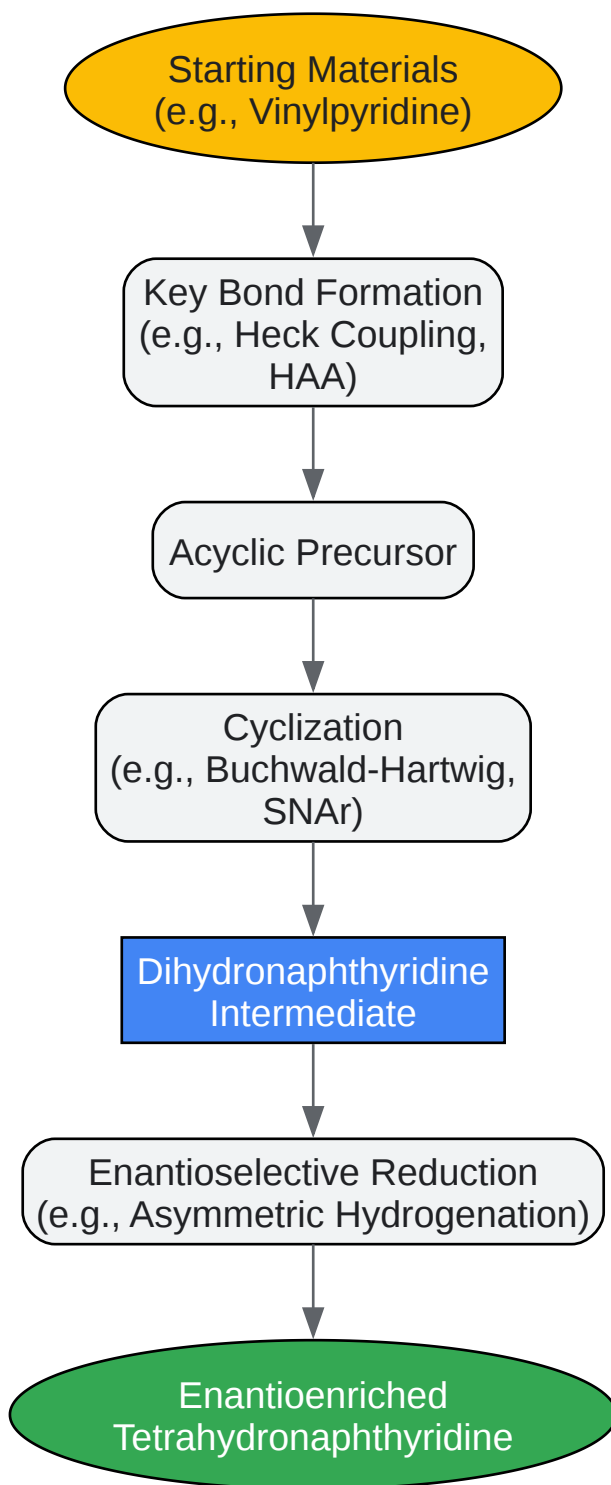 Starting Materials
(e.g., Vinylpyridine)
Key Bond Formation
(e.g., Heck Coupling,
HAA)
Acyclic Precursor
Cyclization
(e.g., Buchwald-Hartwig,
SNAr)
Dihydronaphthyridine
Intermediate
Enantioselective Reduction
(e.g., Asymmetric Hydrogenation)
Enantioenriched
Tetrahydronaphthyridine